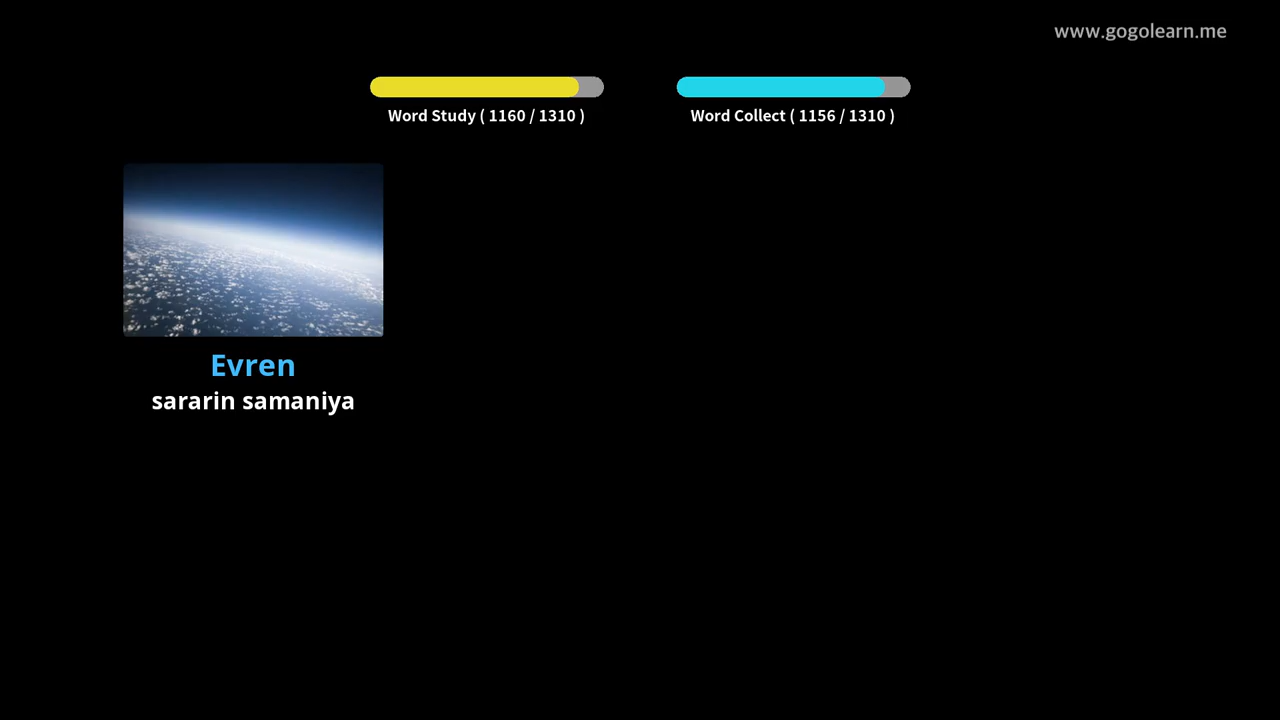 www.gogolearn.me
Word Study ( 1160 / 1310 )
Word Collect ( 1156 / 1310 )
Evren
sararin samaniya